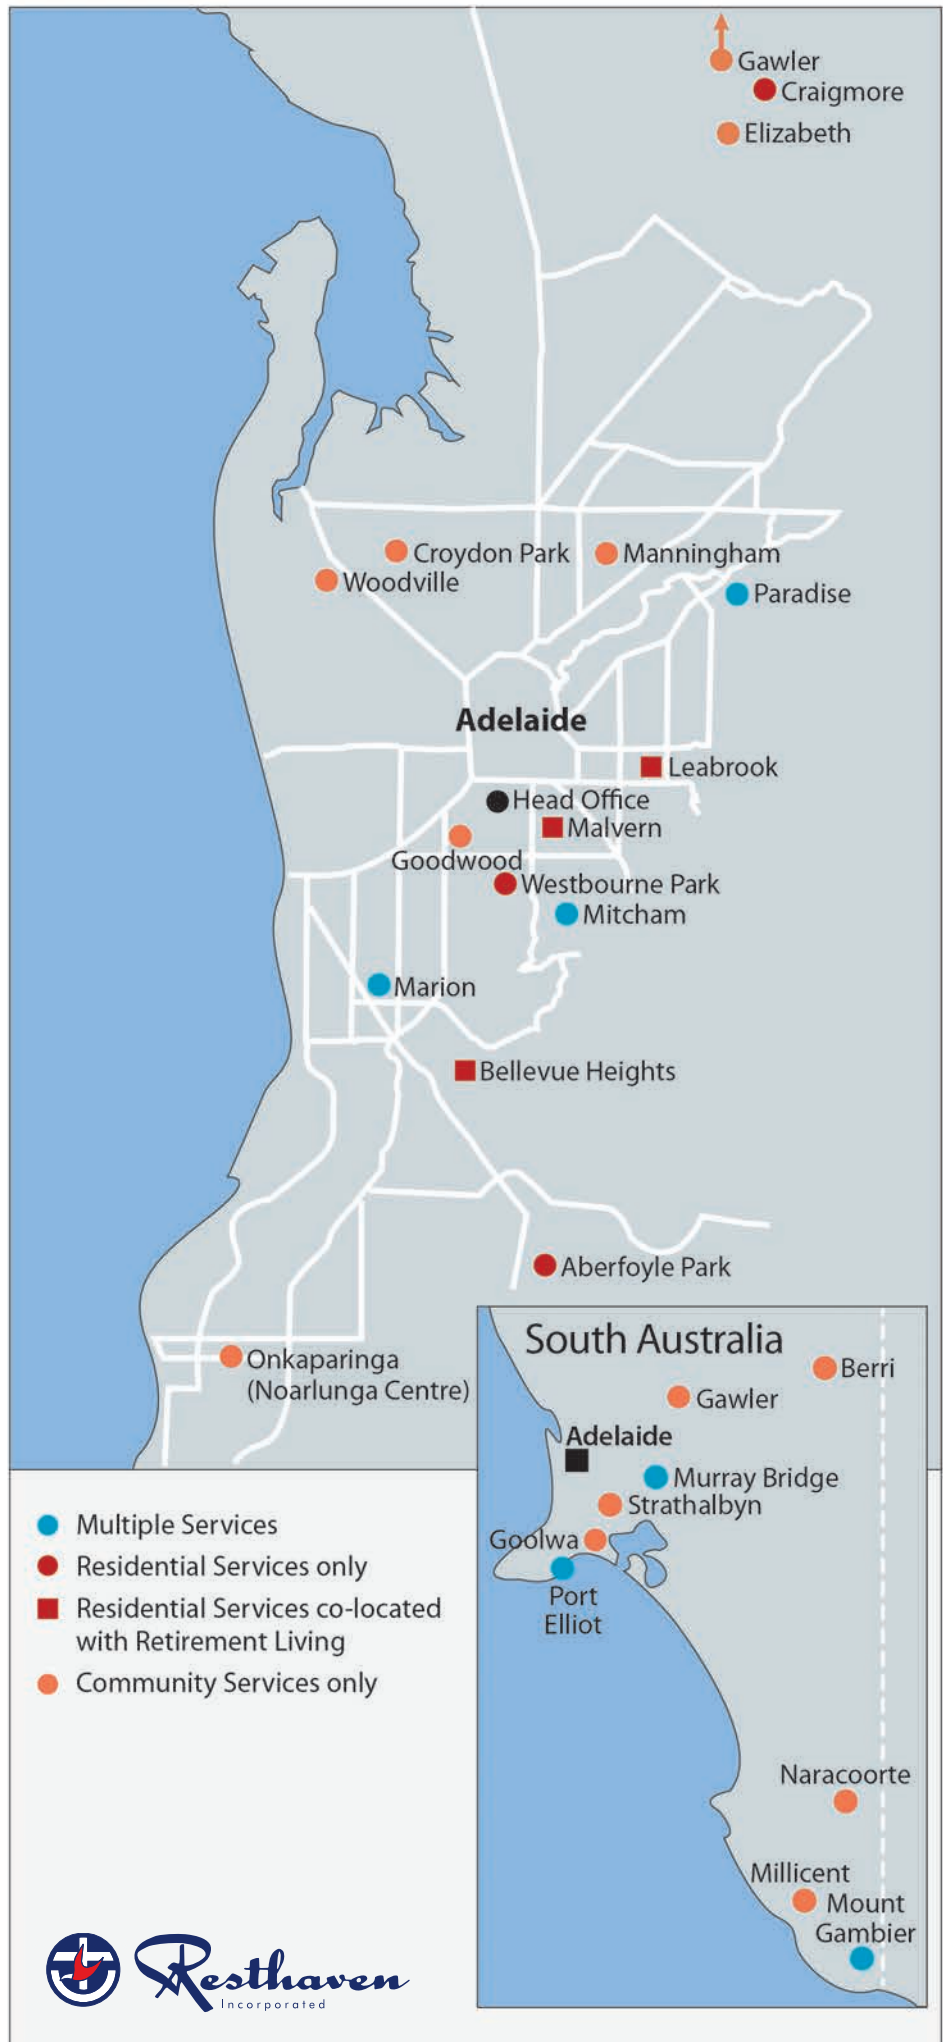 Gawler
Craigmore
Elizabeth
Croydon Park
Manningham
Woodville
Paradise
Adelaide
Leabrook
Head Office
Malvern
Goodwood
Westbourne Park
Mitcham
Marion
Bellevue Heights
Aberfoyle Park
Onkaparinga
(Noarlunga Centre)
South Australia
Berri
Gawler
Adelaide
Murray Bridge
Strathalbyn
Goolwa
Port
Elliot
Naracoorte
Millicent
Mount
Gambier
Multiple Services
Residential Services only
Residential Services co-located
with Retirement Living
Community Services only
Resthaven
Incorporated